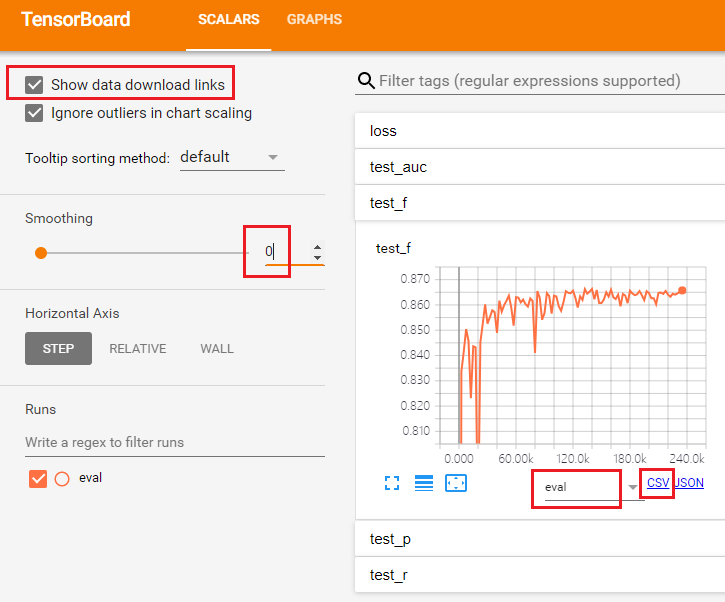 TensorBoard SCALARS GRAPHS
Show data download links
Ignore outliers in chart scaling
Tooltip sorting method: default
Smoothing
0
Horizontal Axis
STEP RELATIVE WALL
Runs
Write a regex to filter runs
eval
Filter tags (regular expressions supported)
loss
test_auc
test_f
test_f
0.870
0.860
0.850
0.840
0.830
0.820
0.810
0.000 60.00k 120.0k 180.0k 240.0k
eval CSV JSON
test_p
test_r